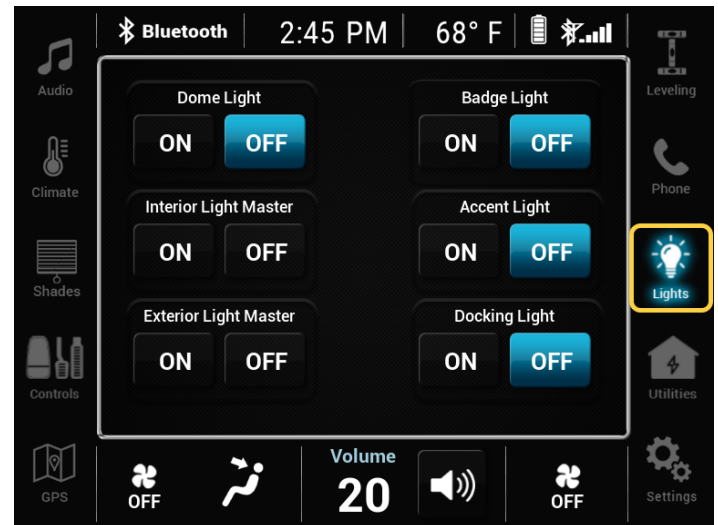 Bluetooth 2:45 PM 68° F
Audio
Climate
Shades
Controls
GPS
Dome Light
ON OFF
Badge Light
ON OFF
Interior Light Master
ON OFF
Accent Light
ON OFF
Exterior Light Master
ON OFF
Docking Light
ON OFF
Leveling
Phone
Lights
Utilities
Settings
OFF
Volume
20
OFF